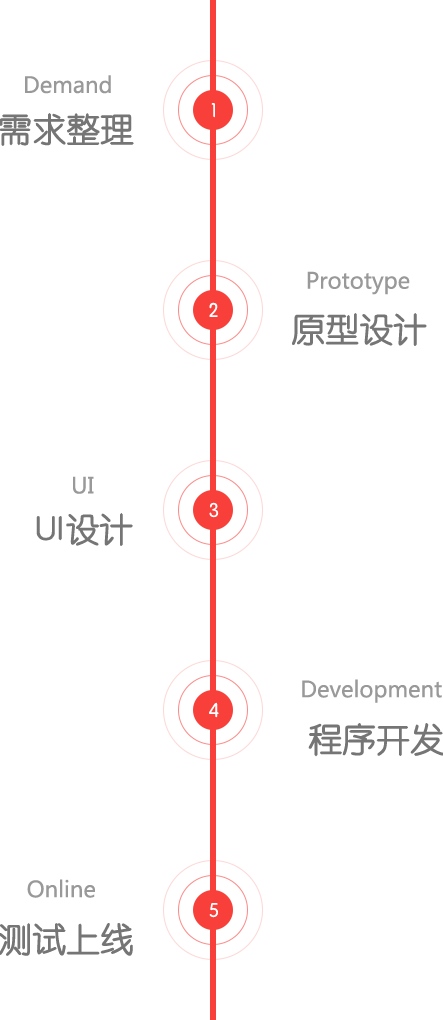 Demand
1
需求整理
Prototype
2
原型设计
UI
3
UI设计
Development
4
程序开发
Online
5
测试上线